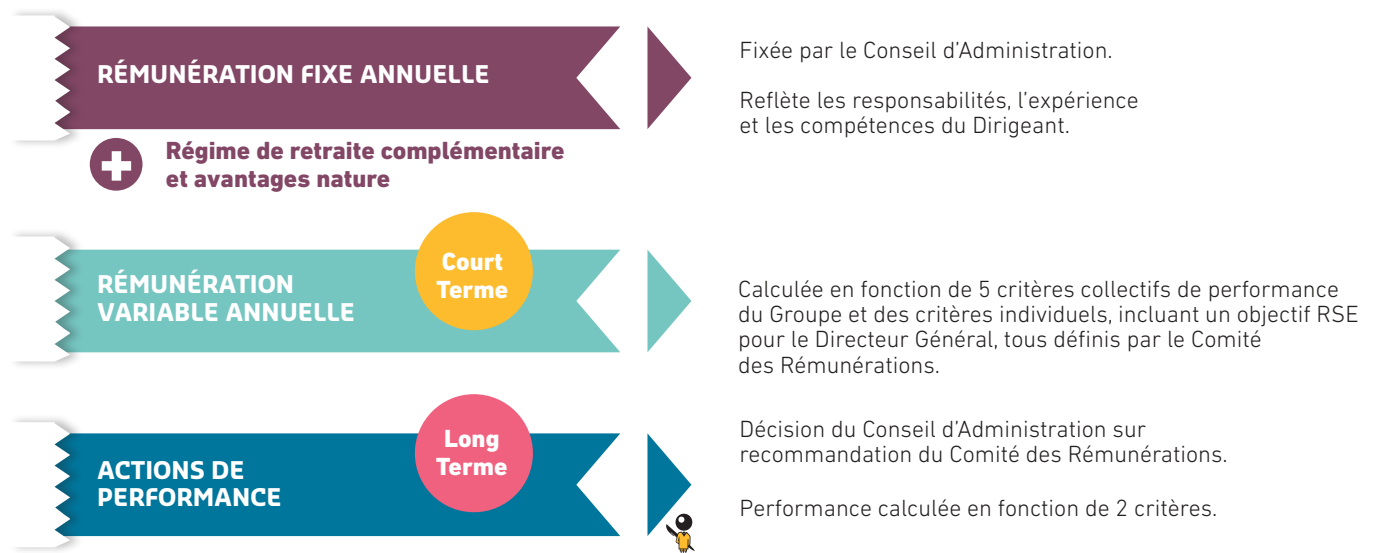 RÉMUNÉRATION FIXE ANNUELLE
Fixée par le Conseil d'Administration.
Reflète les responsabilités, l'expérience
et les compétences du Dirigeant.
Régime de retraite complémentaire
et avantages nature
RÉMUNÉRATION
VARIABLE ANNUELLE
Court
Terme
Calculée en fonction de 5 critères collectifs de performance
du Groupe et des critères individuels, incluant un objectif RSE
pour le Directeur Général, tous définis par le Comité
des Rémunérations.
ACTIONS DE
PERFORMANCE
Long
Terme
Décision du Conseil d'Administration sur
recommandation du Comité des Rémunérations.
Performance calculée en fonction de 2 critères.